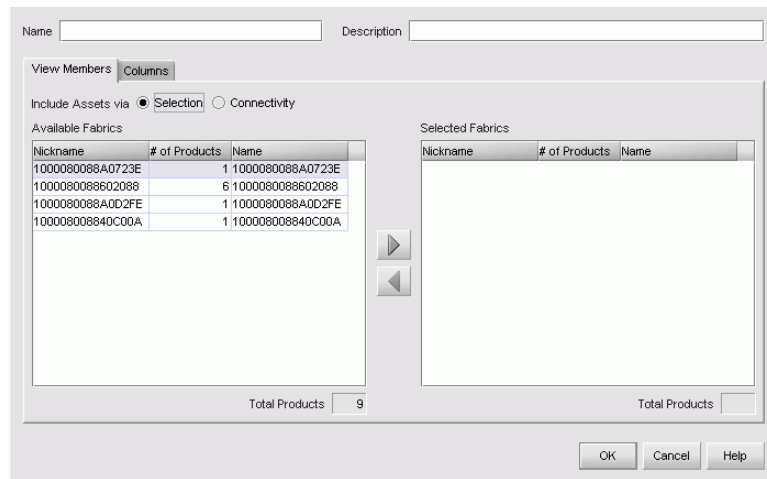 Name Description
View Members Columns
Include Assets via Selection Connectivity
Available Fabrics Selected Fabrics
Nickname # of Products Name Nickname # of Products Name
1000080088A0723E 1 1000080088A0723E
1000080088602088 6 1000080088602088
1000080088A0D2FE 1 1000080088A0D2FE
100008008840C00A 1 100008008840C00A
Total Products 9 Total Products
OK Cancel Help